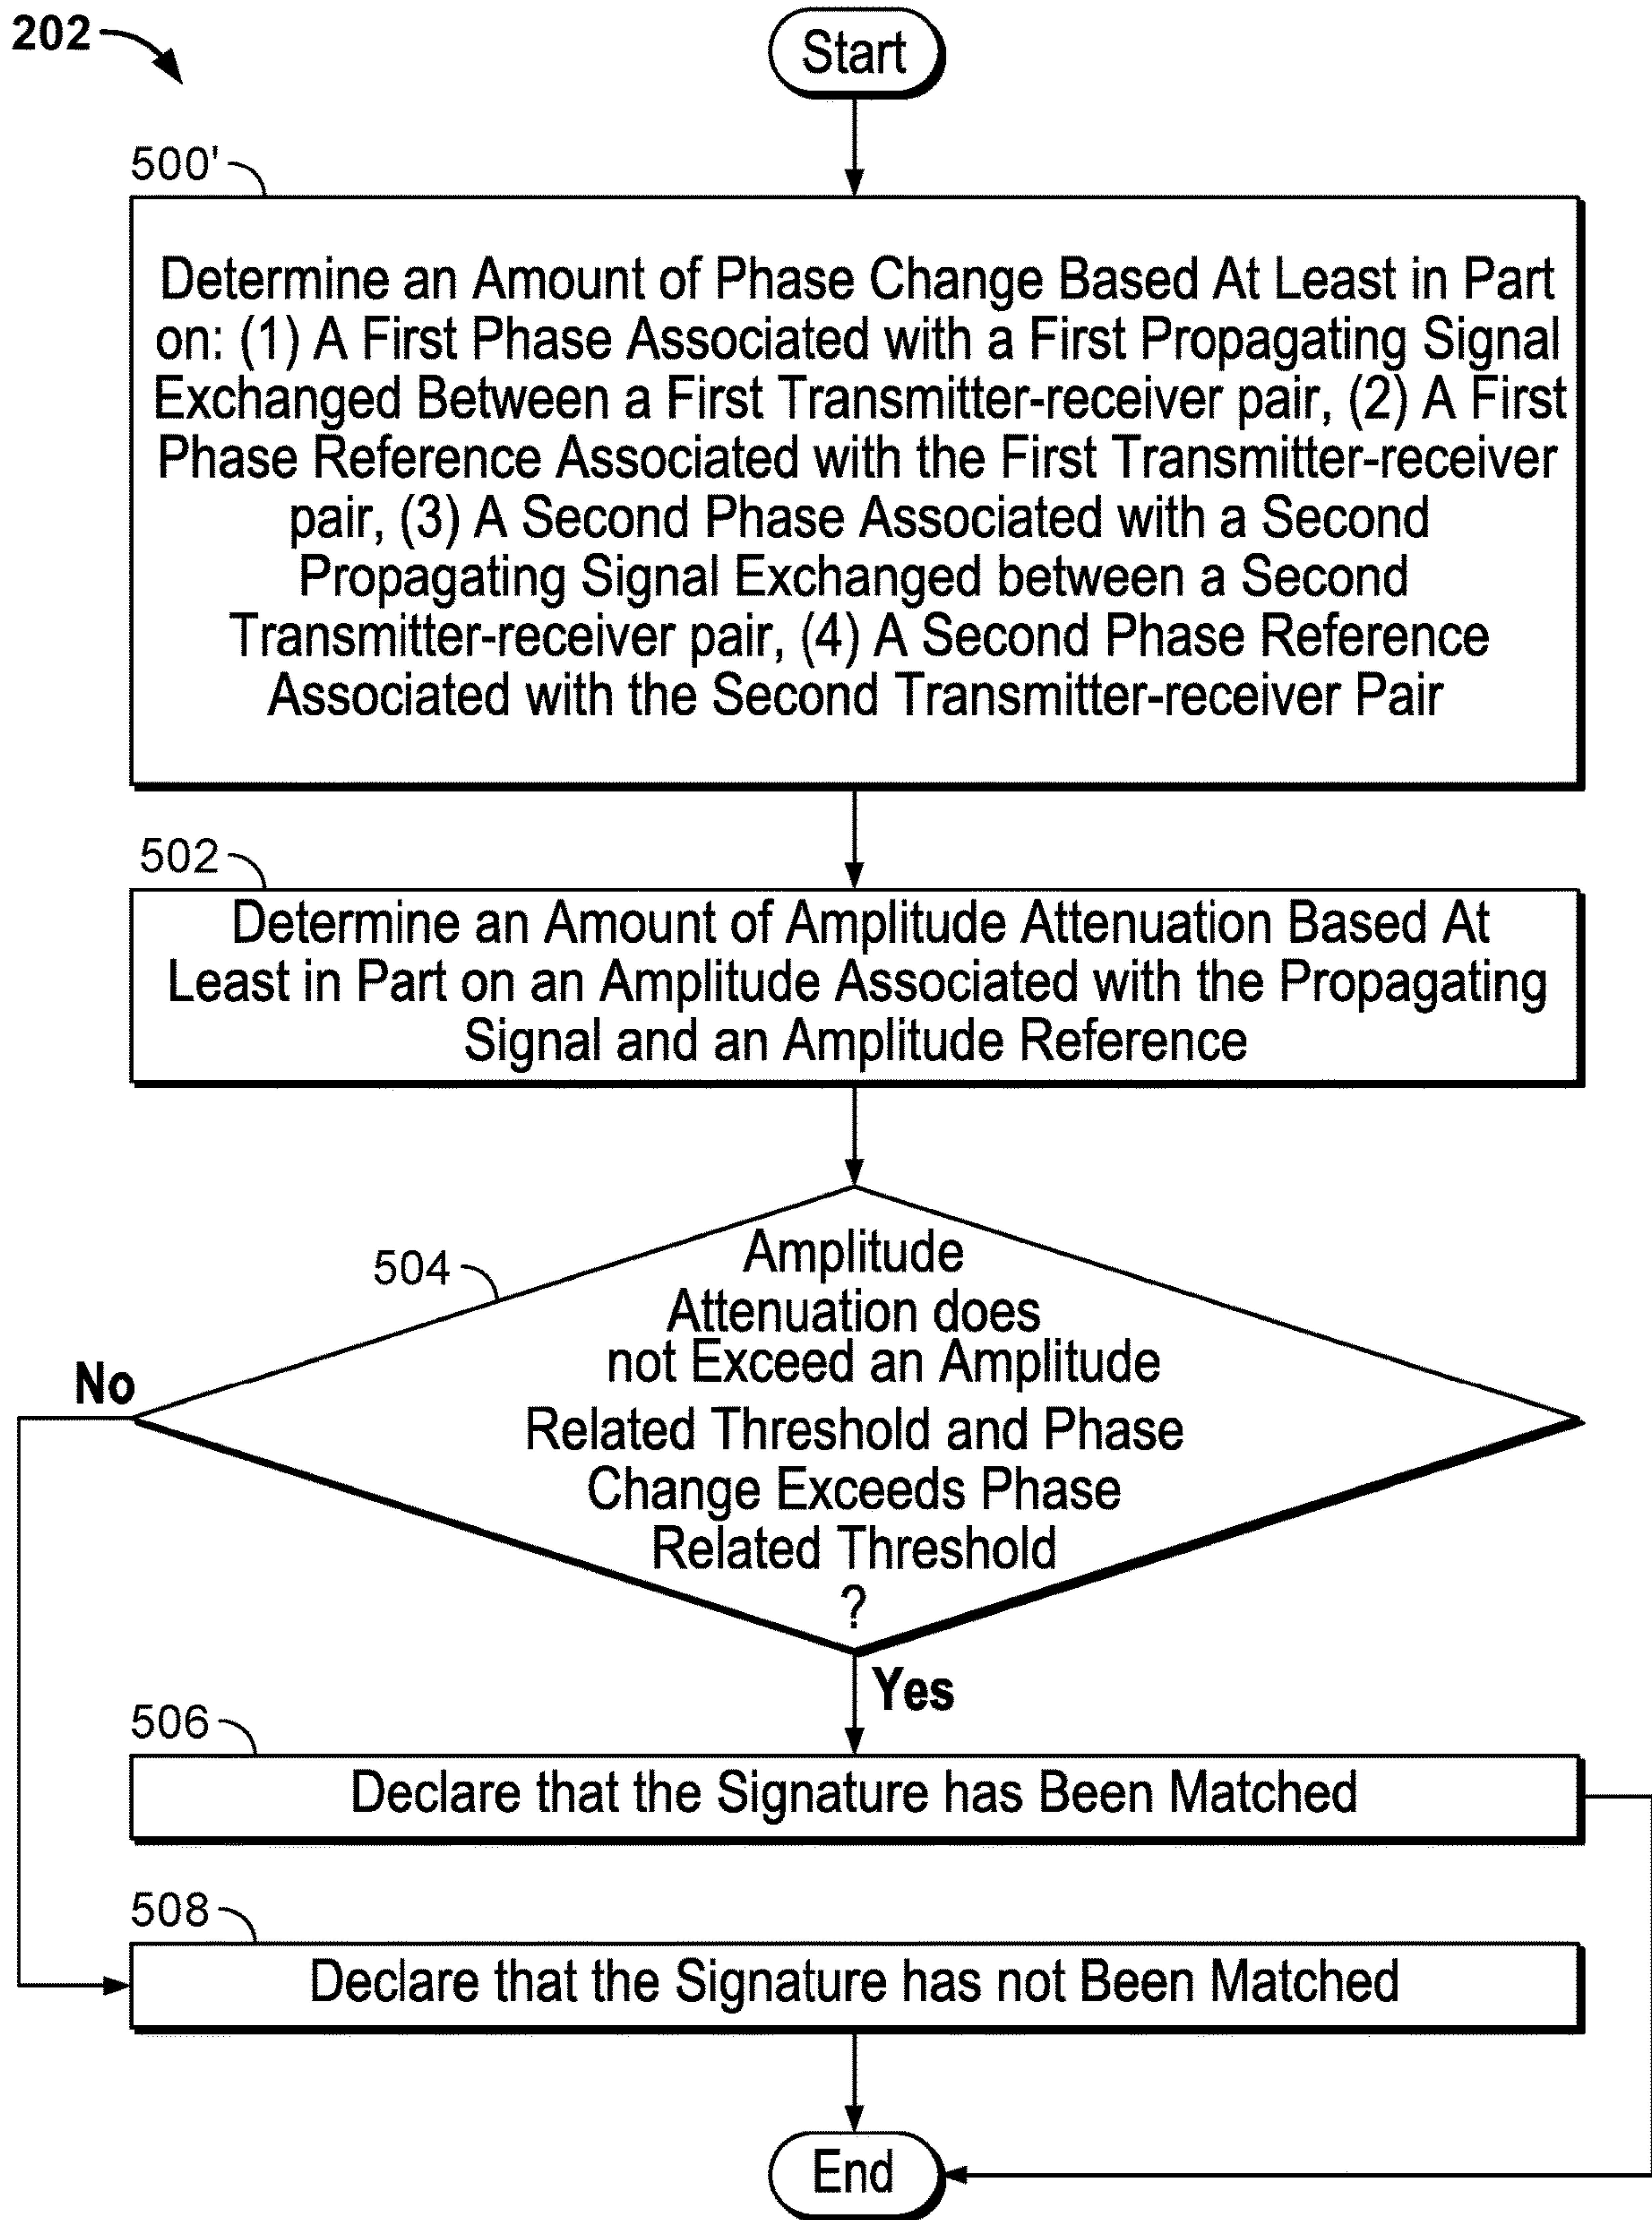 202
Start
500'
Determine an Amount of Phase Change Based At Least in Part
on: (1) A First Phase Associated with a First Propagating Signal
Exchanged Between a First Transmitter-receiver pair, (2) A First
Phase Reference Associated with the First Transmitter-receiver
pair, (3) A Second Phase Associated with a Second
Propagating Signal Exchanged between a Second
Transmitter-receiver pair, (4) A Second Phase Reference
Associated with the Second Transmitter-receiver Pair
502
Determine an Amount of Amplitude Attenuation Based At
Least in Part on an Amplitude Associated with the Propagating
Signal and an Amplitude Reference
504
Amplitude
Attenuation does
not Exceed an Amplitude
Related Threshold and Phase
Change Exceeds Phase
Related Threshold
?
No
Yes
506
Declare that the Signature has Been Matched
508
Declare that the Signature has not Been Matched
End